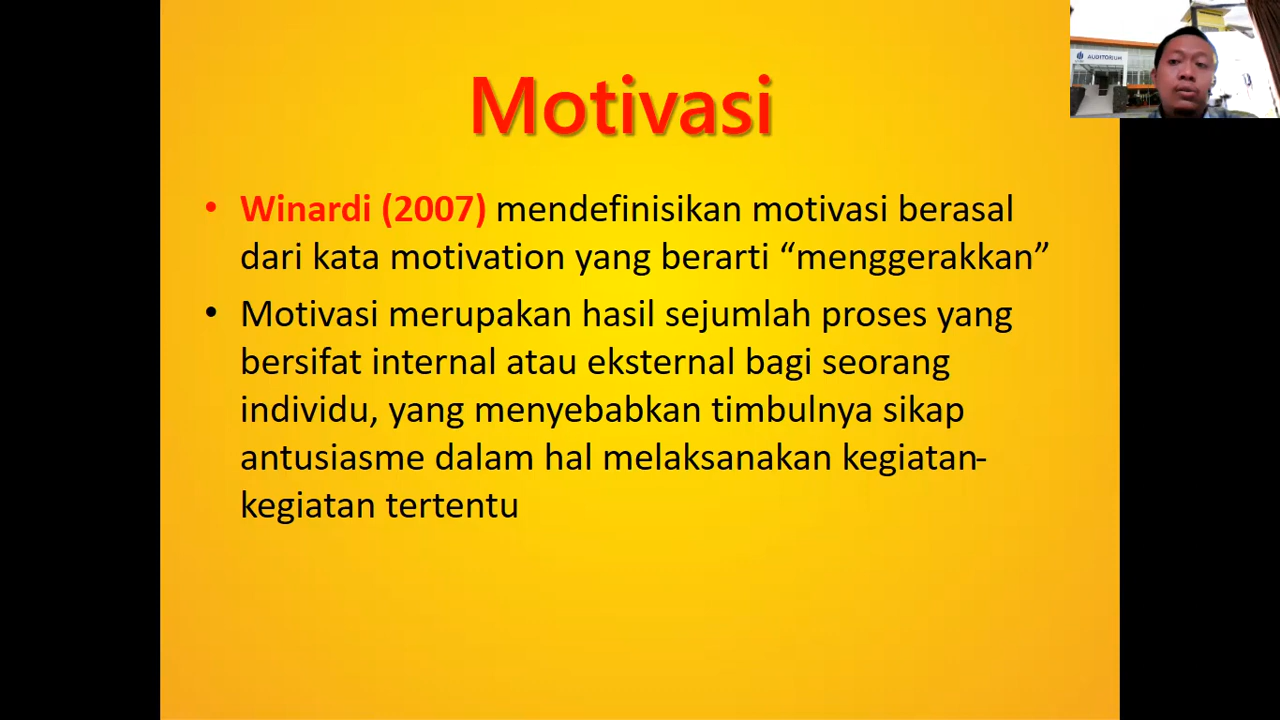 Motivasi
• Winardi (2007) mendefinisikan motivasi berasal
dari kata motivation yang berarti “menggerakkan”
• Motivasi merupakan hasil sejumlah proses yang
bersifat internal atau eksternal bagi seorang
individu, yang menyebabkan timbulnya sikap
antusiasme dalam hal melaksanakan kegiatan-
kegiatan tertentu
AUDITORIUM